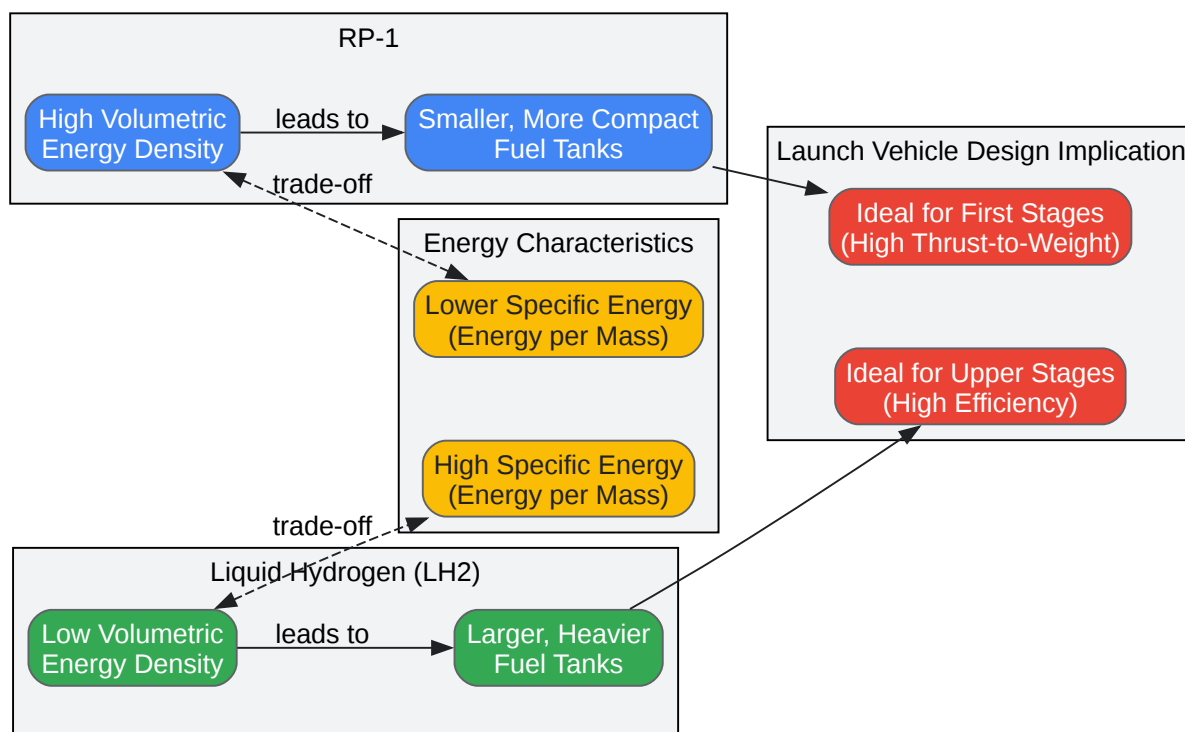 RP-1
High Volumetric
Energy Density
leads to
Smaller, More Compact
Fuel Tanks
trade-off
Launch Vehicle Design Implication
Ideal for First Stages
(High Thrust-to-Weight)
Energy Characteristics
Lower Specific Energy
(Energy per Mass)
Ideal for Upper Stages
(High Efficiency)
High Specific Energy
(Energy per Mass)
trade-off
Liquid Hydrogen (LH2)
Low Volumetric
Energy Density
leads to
Larger, Heavier
Fuel Tanks